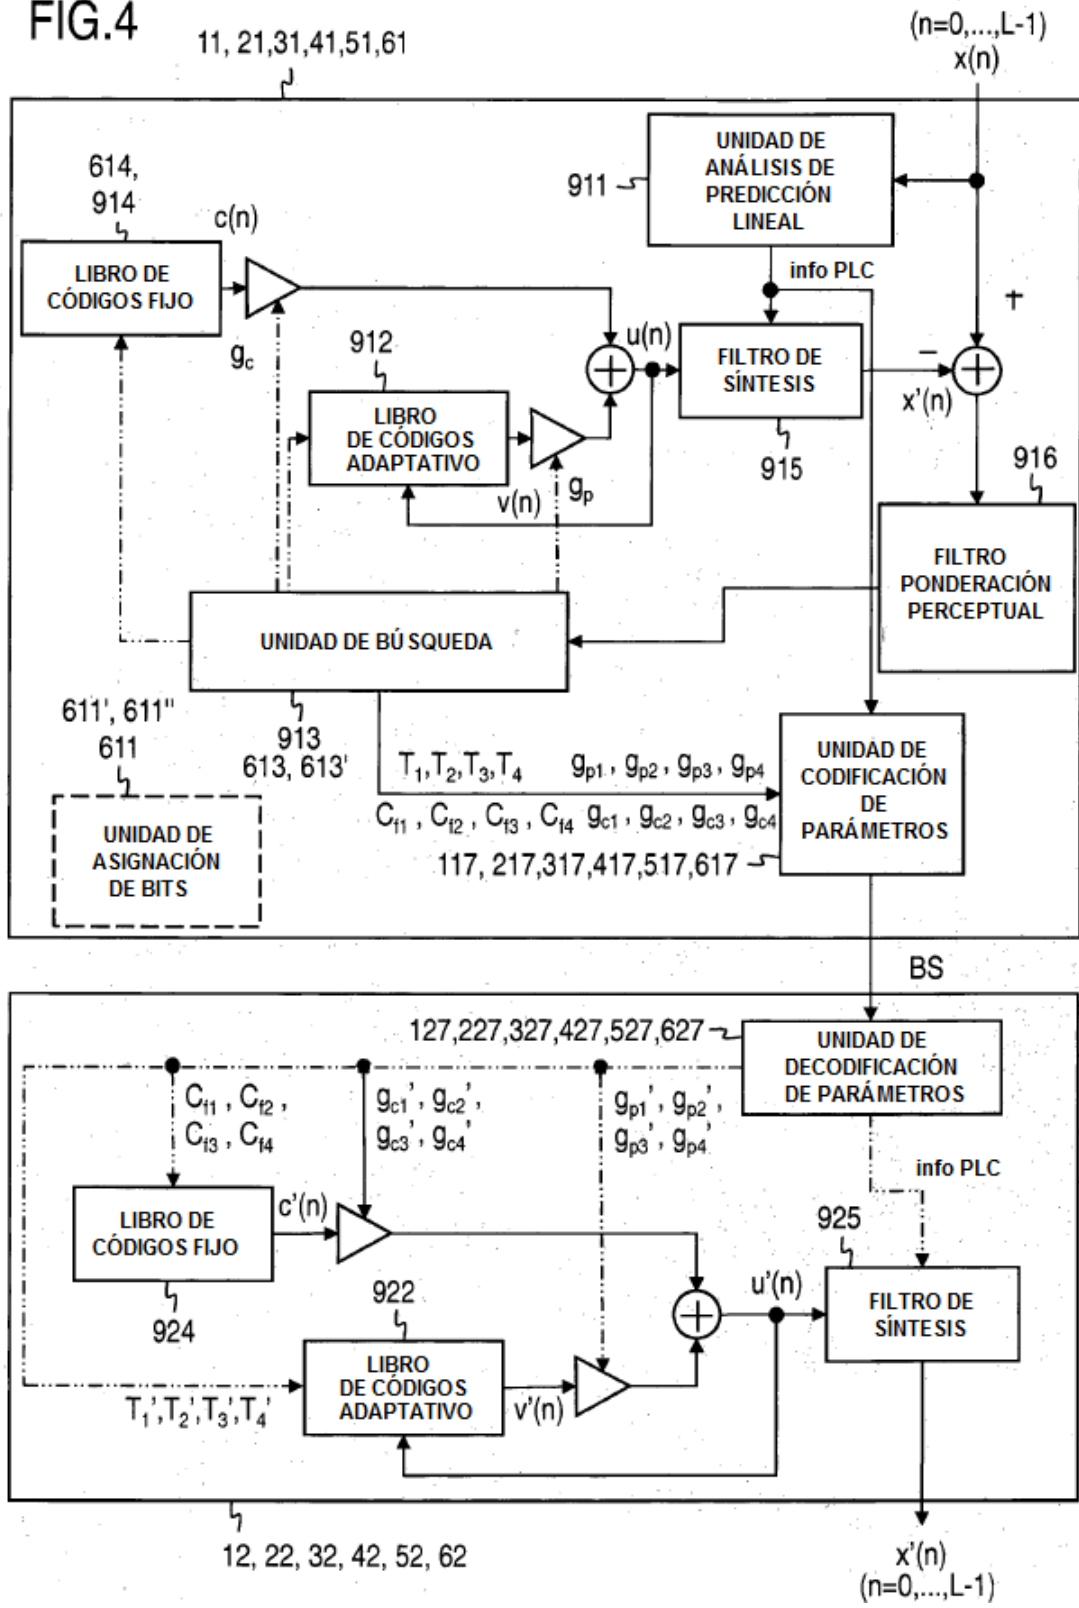 FIG.4
11, 21,31,41,51,61
(n=0,...,L-1)
x(n)
UNIDAD DE
ANÁLISIS DE
PREDICCIÓN
LINEAL
911
614,
914
c(n)
LIBRO DE
CÓDIGOS FIJO
info PLC
+
gc
912
u(n)
FILTRO DE
SÍNTESIS
−
x'(n)
LIBRO
DE CÓDIGOS
ADAPTATIVO
915
916
v(n)
gp
FILTRO
PONDERACIÓN
PERCEPTUAL
UNIDAD DE BÚSQUEDA
611', 611"
611
913
613, 613'
T1,T2,T3,T4
gp1 , gp2 , gp3 , gp4
Cf1 , Cf2 , Cf3 , Cf4 gc1 , gc2 , gc3 , gc4
UNIDAD DE
CODIFICACIÓN
DE
PARÁMETROS
UNIDAD DE
ASIGNACIÓN
DE BITS
117, 217,317,417,517,617
BS
127,227,327,427,527,627
UNIDAD DE
DECODIFICACIÓN
DE PARÁMETROS
Cf1 , Cf2 ,
Cf3 , Cf4
gc1', gc2',
gc3', gc4'
gp1', gp2',
gp3', gp4'
info PLC
c'(n)
LIBRO DE
CÓDIGOS FIJO
925
924
922
u'(n)
FILTRO DE
SÍNTESIS
LIBRO
DE CÓDIGOS
ADAPTATIVO
T1',T2',T3',T4'
v'(n)
12, 22, 32, 42, 52, 62
x'(n)
(n=0,...,L-1)